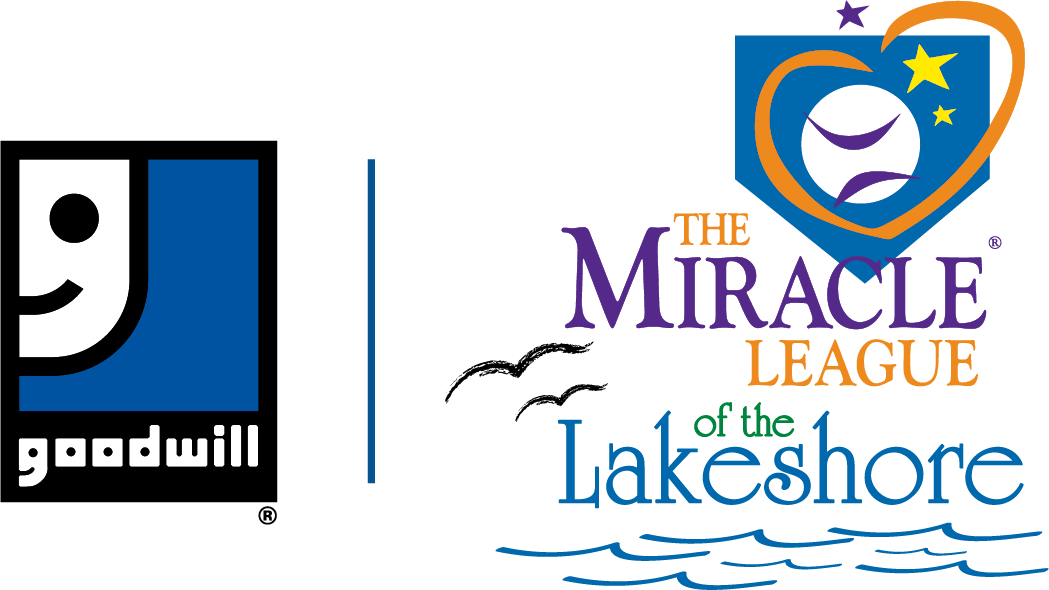 goodwill
®
THE
MIRACLE®
LEAGUE
of the
Lakeshore